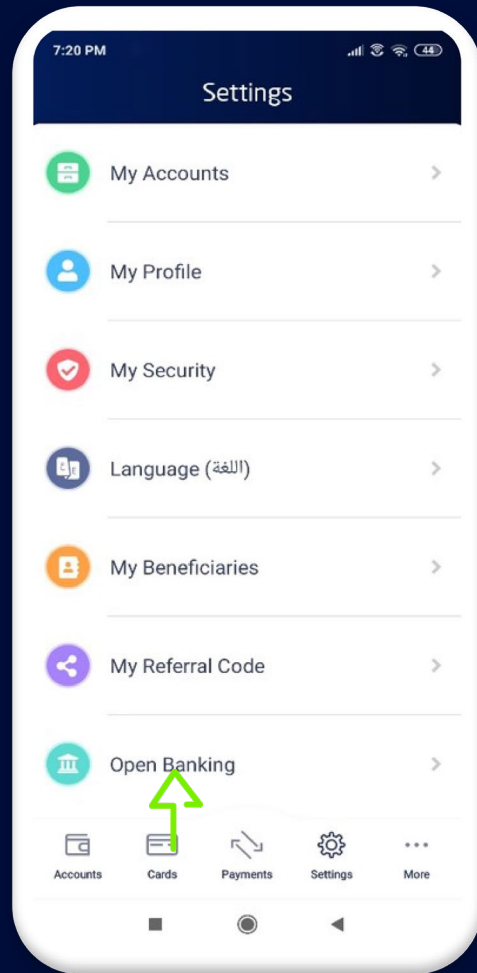 7:20 PM
44
Settings
My Accounts
My Profile
My Security
Language (اللغة)
My Beneficiaries
My Referral Code
Open Banking
Accounts
Cards
Payments
Settings
More